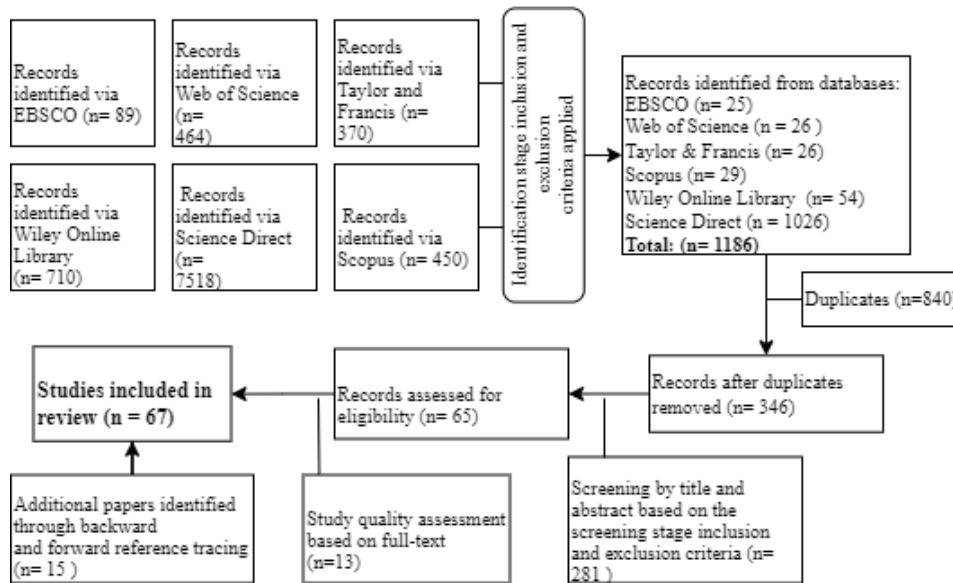 Records
identified via
EBSCO (n= 89)
Records
identified via
Web of Science
(n=
464)
Records
identified via
Taylor and
Francis (n=
370)
Records
identified via
Wiley Online
Library
(n= 710)
Records
identified via
Science Direct
(n=
7518)
Records
identified via
Scopus (n= 450)
Identification stage inclusion and
exclusion
criteria applied
Records identified from databases:
EBSCO (n= 25)
Web of Science (n = 26 )
Taylor & Francis (n= 26)
Scopus (n= 29)
Wiley Online Library (n= 54)
Science Direct (n = 1026)
Total: (n= 1186)
Duplicates (n=840)
Records after duplicates
removed (n= 346)
Records assessed for
eligibility (n= 65)
Studies included in
review (n = 67)
Additional papers identified
through backward
and forward reference tracing
(n= 15 )
Study quality assessment
based on full-text
(n=13)
Screening by title and
abstract based on the
screening stage inclusion
and exclusion criteria (n=
281 )